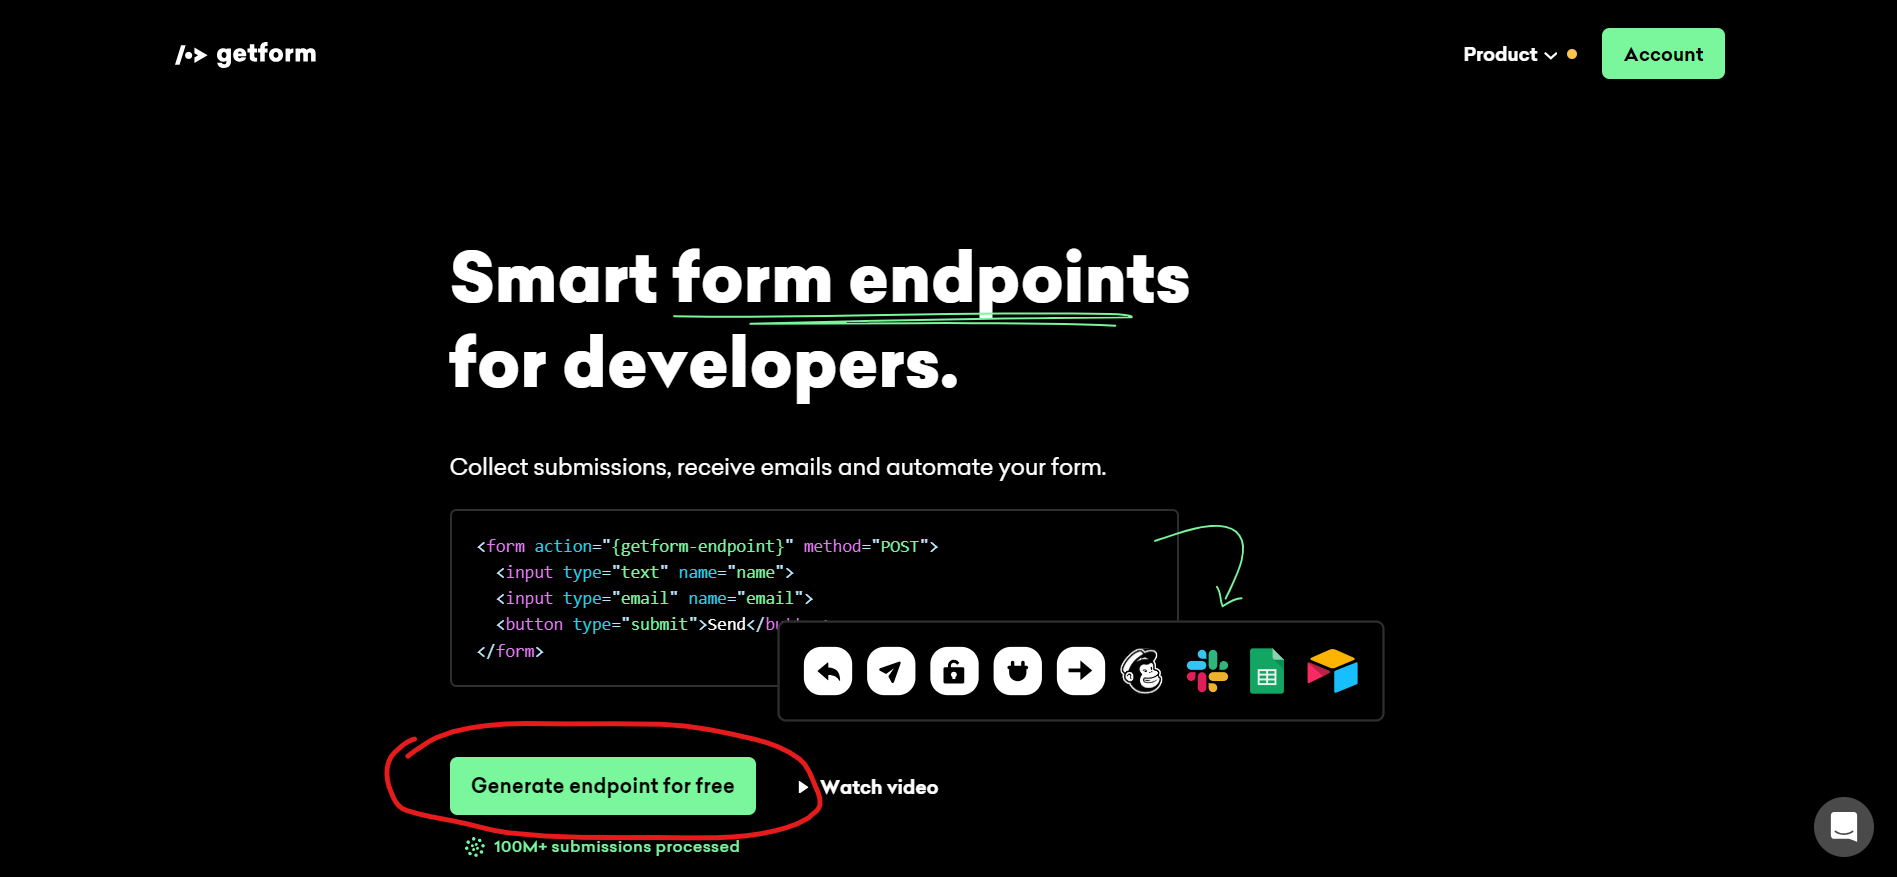 getform
Product
Account
Smart form endpoints
for developers.
Collect submissions, receive emails and automate your form.
<form action="{getform-endpoint}" method="POST">
<input type="text" name="name">
<input type="email" name="email">
<button type="submit">Send</
</form>
Generate endpoint for free
Watch video
100M+ submissions processed